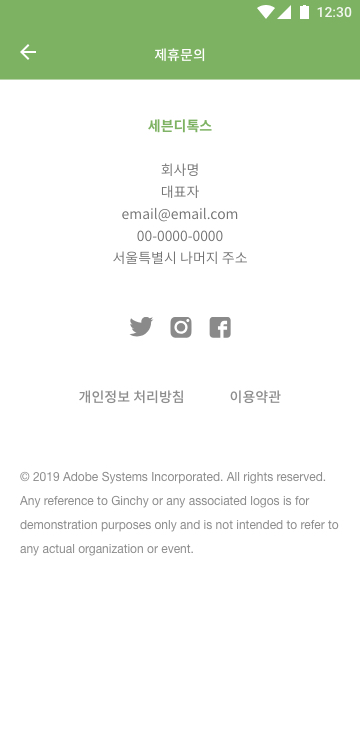 12:30
제휴문의
세븐디톡스
회사명
대표자
email@email.com
00-0000-0000
서울특별시 나머지 주소
개인정보 처리방침 이용약관
© 2019 Adobe Systems Incorporated. All rights reserved.
Any reference to Ginchy or any associated logos is for
demonstration purposes only and is not intended to refer to
any actual organization or event.